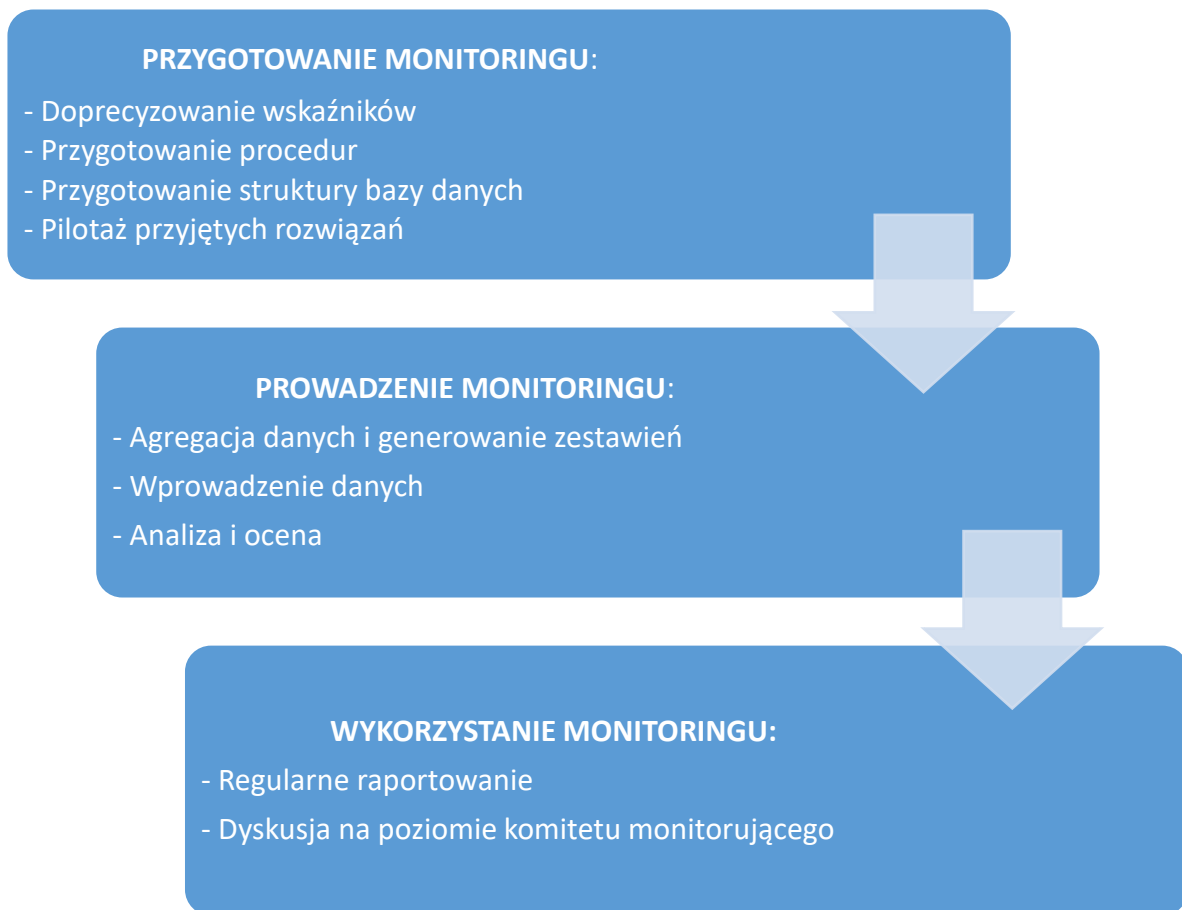 PRZYGOTOWANIE MONITORINGU:
- Doprecyzowanie wskaźników
- Przygotowanie procedur
- Przygotowanie struktury bazy danych
- Pilotaż przyjętych rozwiązań
PROWADZENIE MONITORINGU:
- Agregacja danych i generowanie zestawień
- Wprowadzenie danych
- Analiza i ocena
WYKORZYSTANIE MONITORINGU:
- Regularne raportowanie
- Dyskusja na poziomie komitetu monitorującego